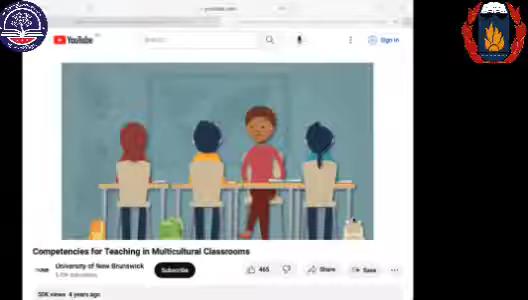 YouTube
Search
Sign in
Competencies for Teaching in Multicultural Classrooms
University of New Brunswick
Subscribe
465
Share
Save
50K views 4 years ago